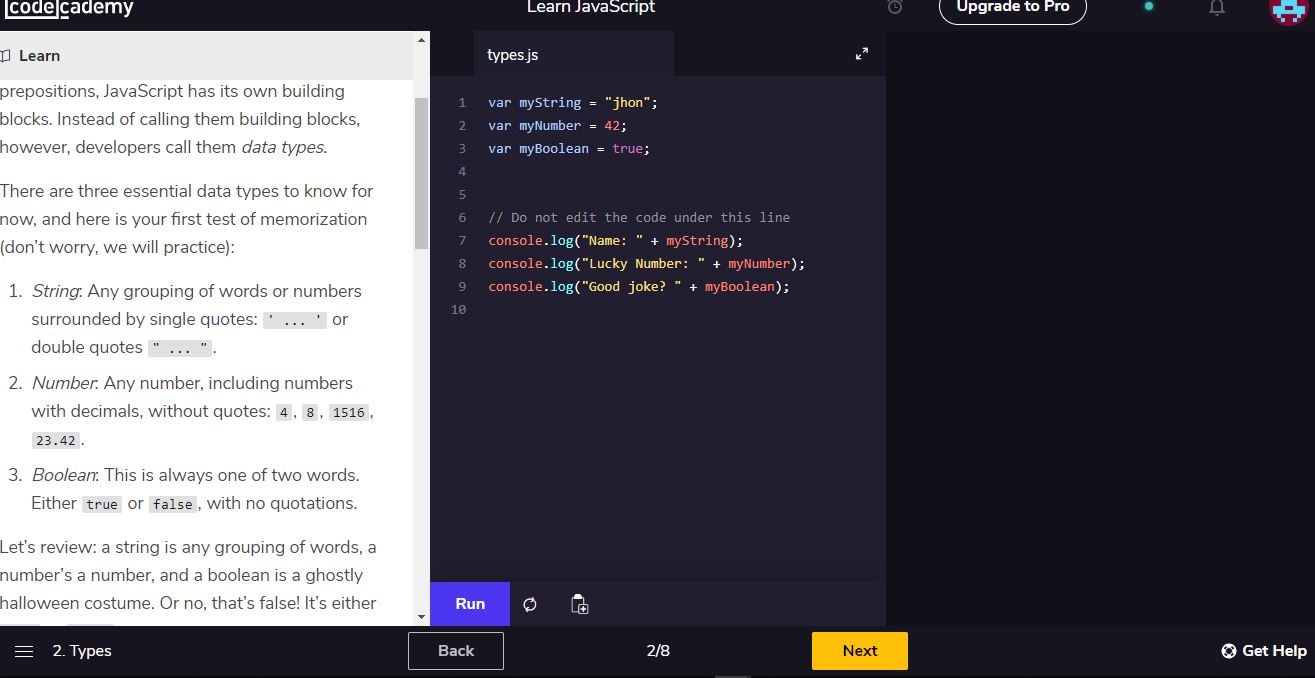 codecademy
Learn JavaScript
Upgrade to Pro
Learn
prepositions, JavaScript has its own building
blocks. Instead of calling them building blocks,
however, developers call them data types.
There are three essential data types to know for
now, and here is your first test of memorization
(don't worry, we will practice):
1. String: Any grouping of words or numbers
surrounded by single quotes: ' ... ' or
double quotes " ... ".
2. Number: Any number, including numbers
with decimals, without quotes: 4, 8, 1516,
23.42.
3. Boolean: This is always one of two words.
Either true or false, with no quotations.
Let's review: a string is any grouping of words, a
number's a number, and a boolean is a ghostly
halloween costume. Or no, that's false! It's either
types.js
1 var myString = "jhon";
2 var myNumber = 42;
3 var myBoolean = true;
4
5
6 // Do not edit the code under this line
7 console.log("Name: " + myString);
8 console.log("Lucky Number: " + myNumber);
9 console.log("Good joke? " + myBoolean);
10
Run
2. Types
Back
2/8
Next
Get Help